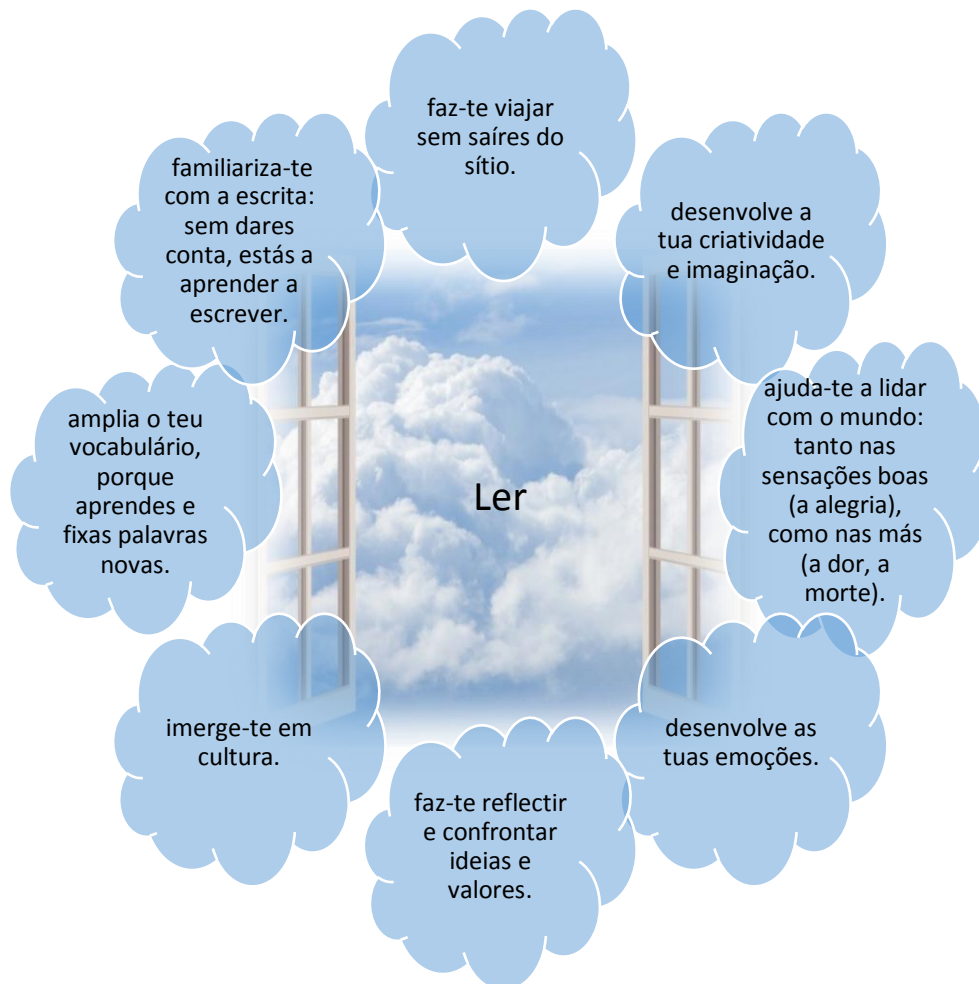 faz-te viajar
sem saíres do
sítio.
desenvolve a
tua criatividade
e imaginação.
ajuda-te a lidar
com o mundo:
tanto nas
sensações boas
(a alegria),
como nas más
(a dor, a
morte).
desenvolve as
tuas emoções.
faz-te reflectir
e confrontar
ideias e
valores.
imerge-te em
cultura.
amplia o teu
vocabulário,
porque
aprendes e
fixas palavras
novas.
familiariza-te
com a escrita:
sem dares
conta, estás a
aprender a
escrever.
Ler